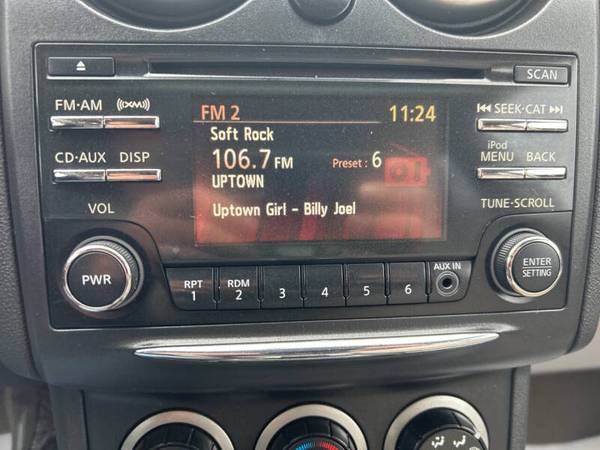 SCAN
FM·AM
(XM)
FM 2
11:24
SEEK·CAT
Soft Rock
CD·AUX
DISP
106.7 FM
Preset : 6
iPod
MENU
BACK
UPTOWN
VOL
Uptown Girl - Billy Joel
TUNE·SCROLL
PWR
ENTER
SETTING
RPT
1
RDM
2
3
4
5
6
AUX IN